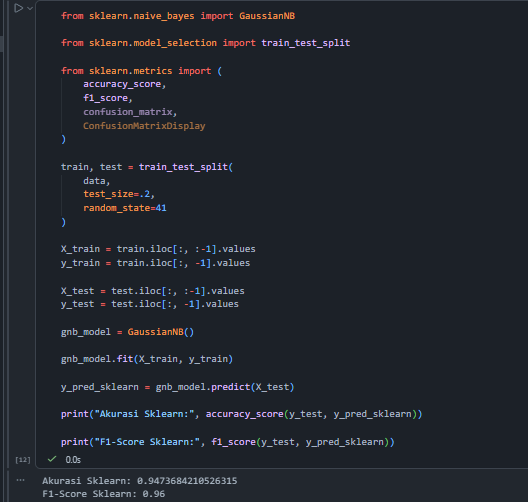 from sklearn.naive_bayes import GaussianNB
from sklearn.model_selection import train_test_split
from sklearn.metrics import (
    accuracy_score,
    f1_score,
    confusion_matrix,
    ConfusionMatrixDisplay
)
train, test = train_test_split(
    data,
    test_size=.2,
    random_state=41
)
X_train = train.iloc[:, :-1].values
y_train = train.iloc[:, -1].values
X_test = test.iloc[:, :-1].values
y_test = test.iloc[:, -1].values
gnb_model = GaussianNB()
gnb_model.fit(X_train, y_train)
y_pred_sklearn = gnb_model.predict(X_test)
print("Akurasi Sklearn:", accuracy_score(y_test, y_pred_sklearn))
print("F1-Score Sklearn:", f1_score(y_test, y_pred_sklearn))
[12] 0.0s
... Akurasi Sklearn: 0.9473684210526315
F1-Score Sklearn: 0.96